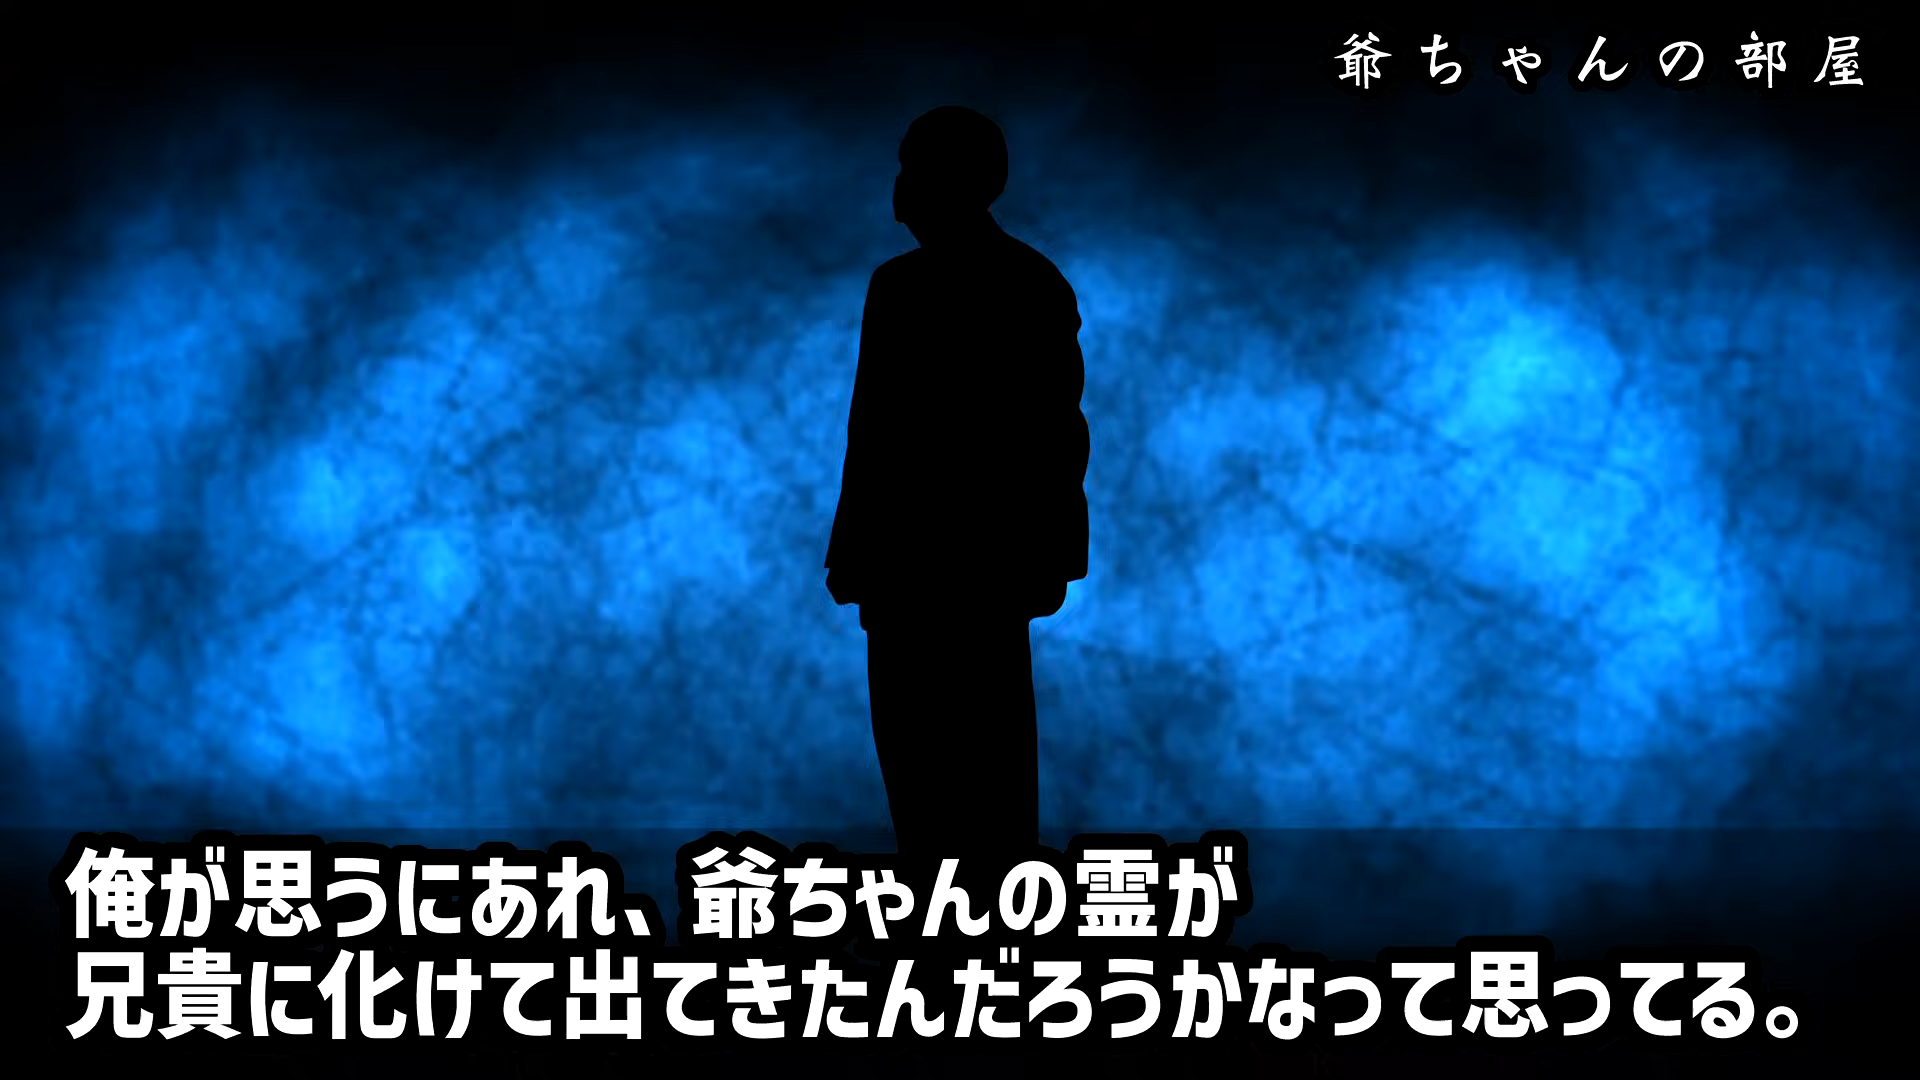 爺ちゃんの部屋
俺が思うにあれ、爺ちゃんの霊が
兄貴に化けて出てきたんだろうかなって思ってる。